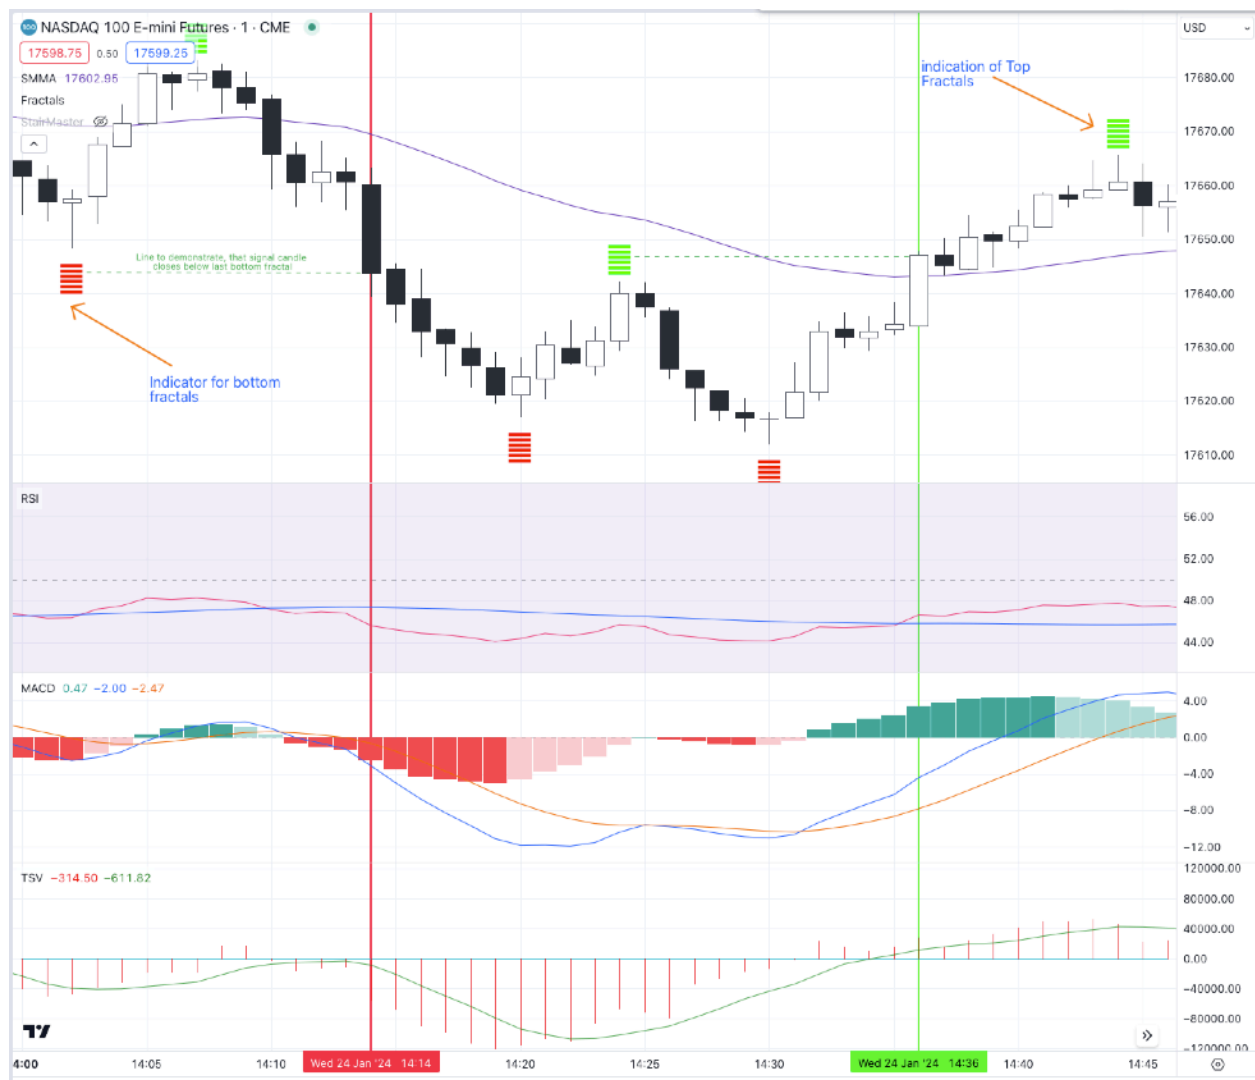 100 NASDAQ 100 E-mini Futures · 1 · CME
USD
17598.75 0.50 17599.25
SMMA 17602.95
Fractals
StairMaster
indication of Top
Fractals
17680.00
17670.00
17660.00
17650.00
17640.00
17630.00
17620.00
17610.00
Line to demonstrate, that signal candle
closes below last bottom fractal
Indicator for bottom
fractals
RSI
56.00
52.00
48.00
44.00
MACD 0.47 −2.00 −2.47
4.00
0.00
−4.00
−8.00
−12.00
TSV −314.50 −611.82
120000.00
80000.00
40000.00
0.00
−40000.00
−80000.00
−120000.00
4:00 14:05 14:10 Wed 24 Jan '24 14:14 14:20 14:25 14:30 Wed 24 Jan '24 14:36 14:40 14:45